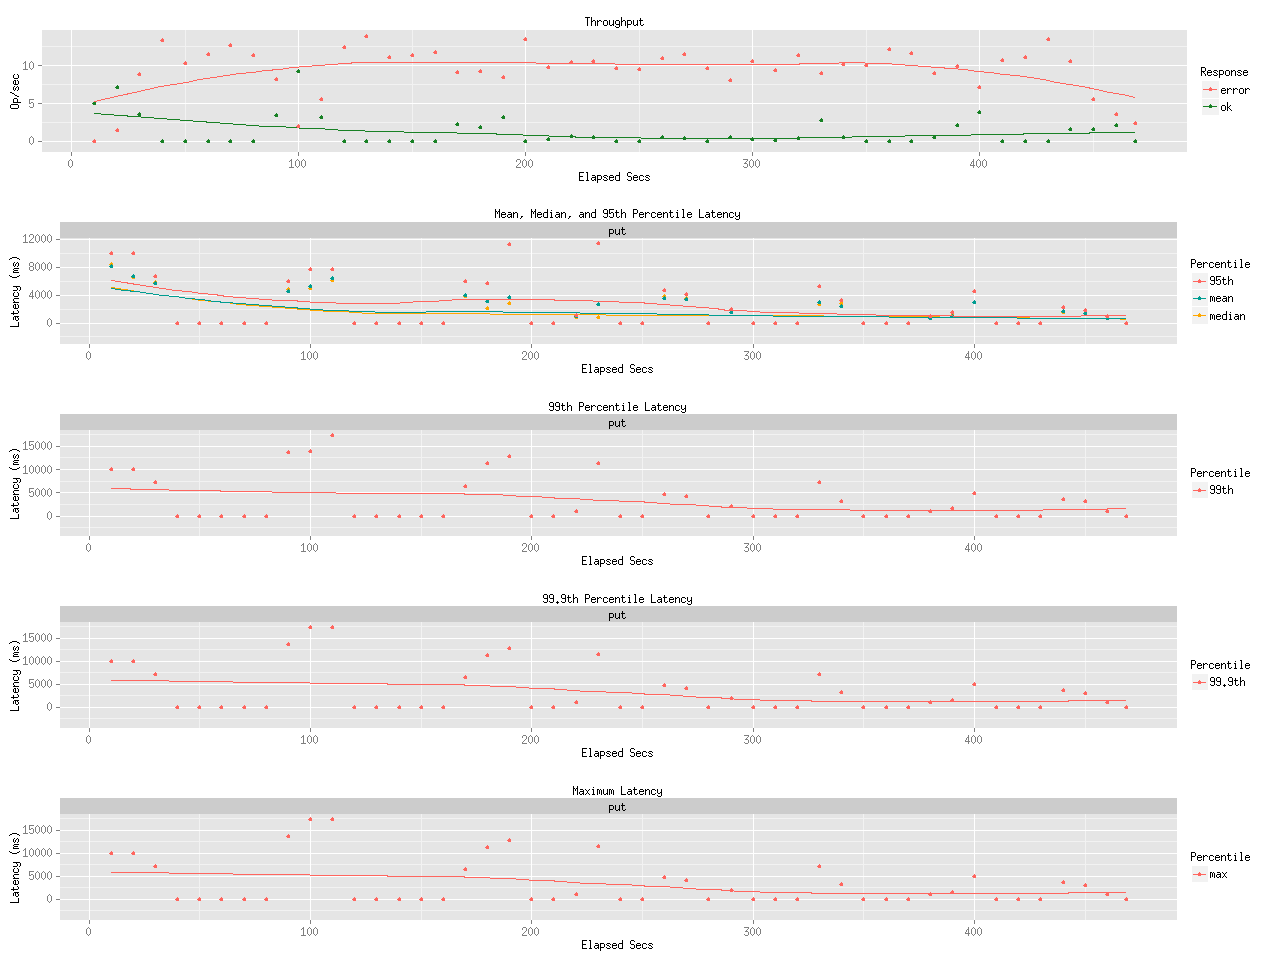 Throughput
Op/sec
10
5
0
0
100
200
300
400
Elapsed Secs
Response
error
ok
Mean, Median, and 95th Percentile Latency
put
Latency (ms)
12000
8000
4000
0
0
100
200
300
400
Elapsed Secs
Percentile
95th
mean
median
99th Percentile Latency
put
Latency (ms)
15000
10000
5000
0
0
100
200
300
400
Elapsed Secs
Percentile
99th
99.9th Percentile Latency
put
Latency (ms)
15000
10000
5000
0
0
100
200
300
400
Elapsed Secs
Percentile
99.9th
Maximum Latency
put
Latency (ms)
15000
10000
5000
0
0
100
200
300
400
Elapsed Secs
Percentile
max